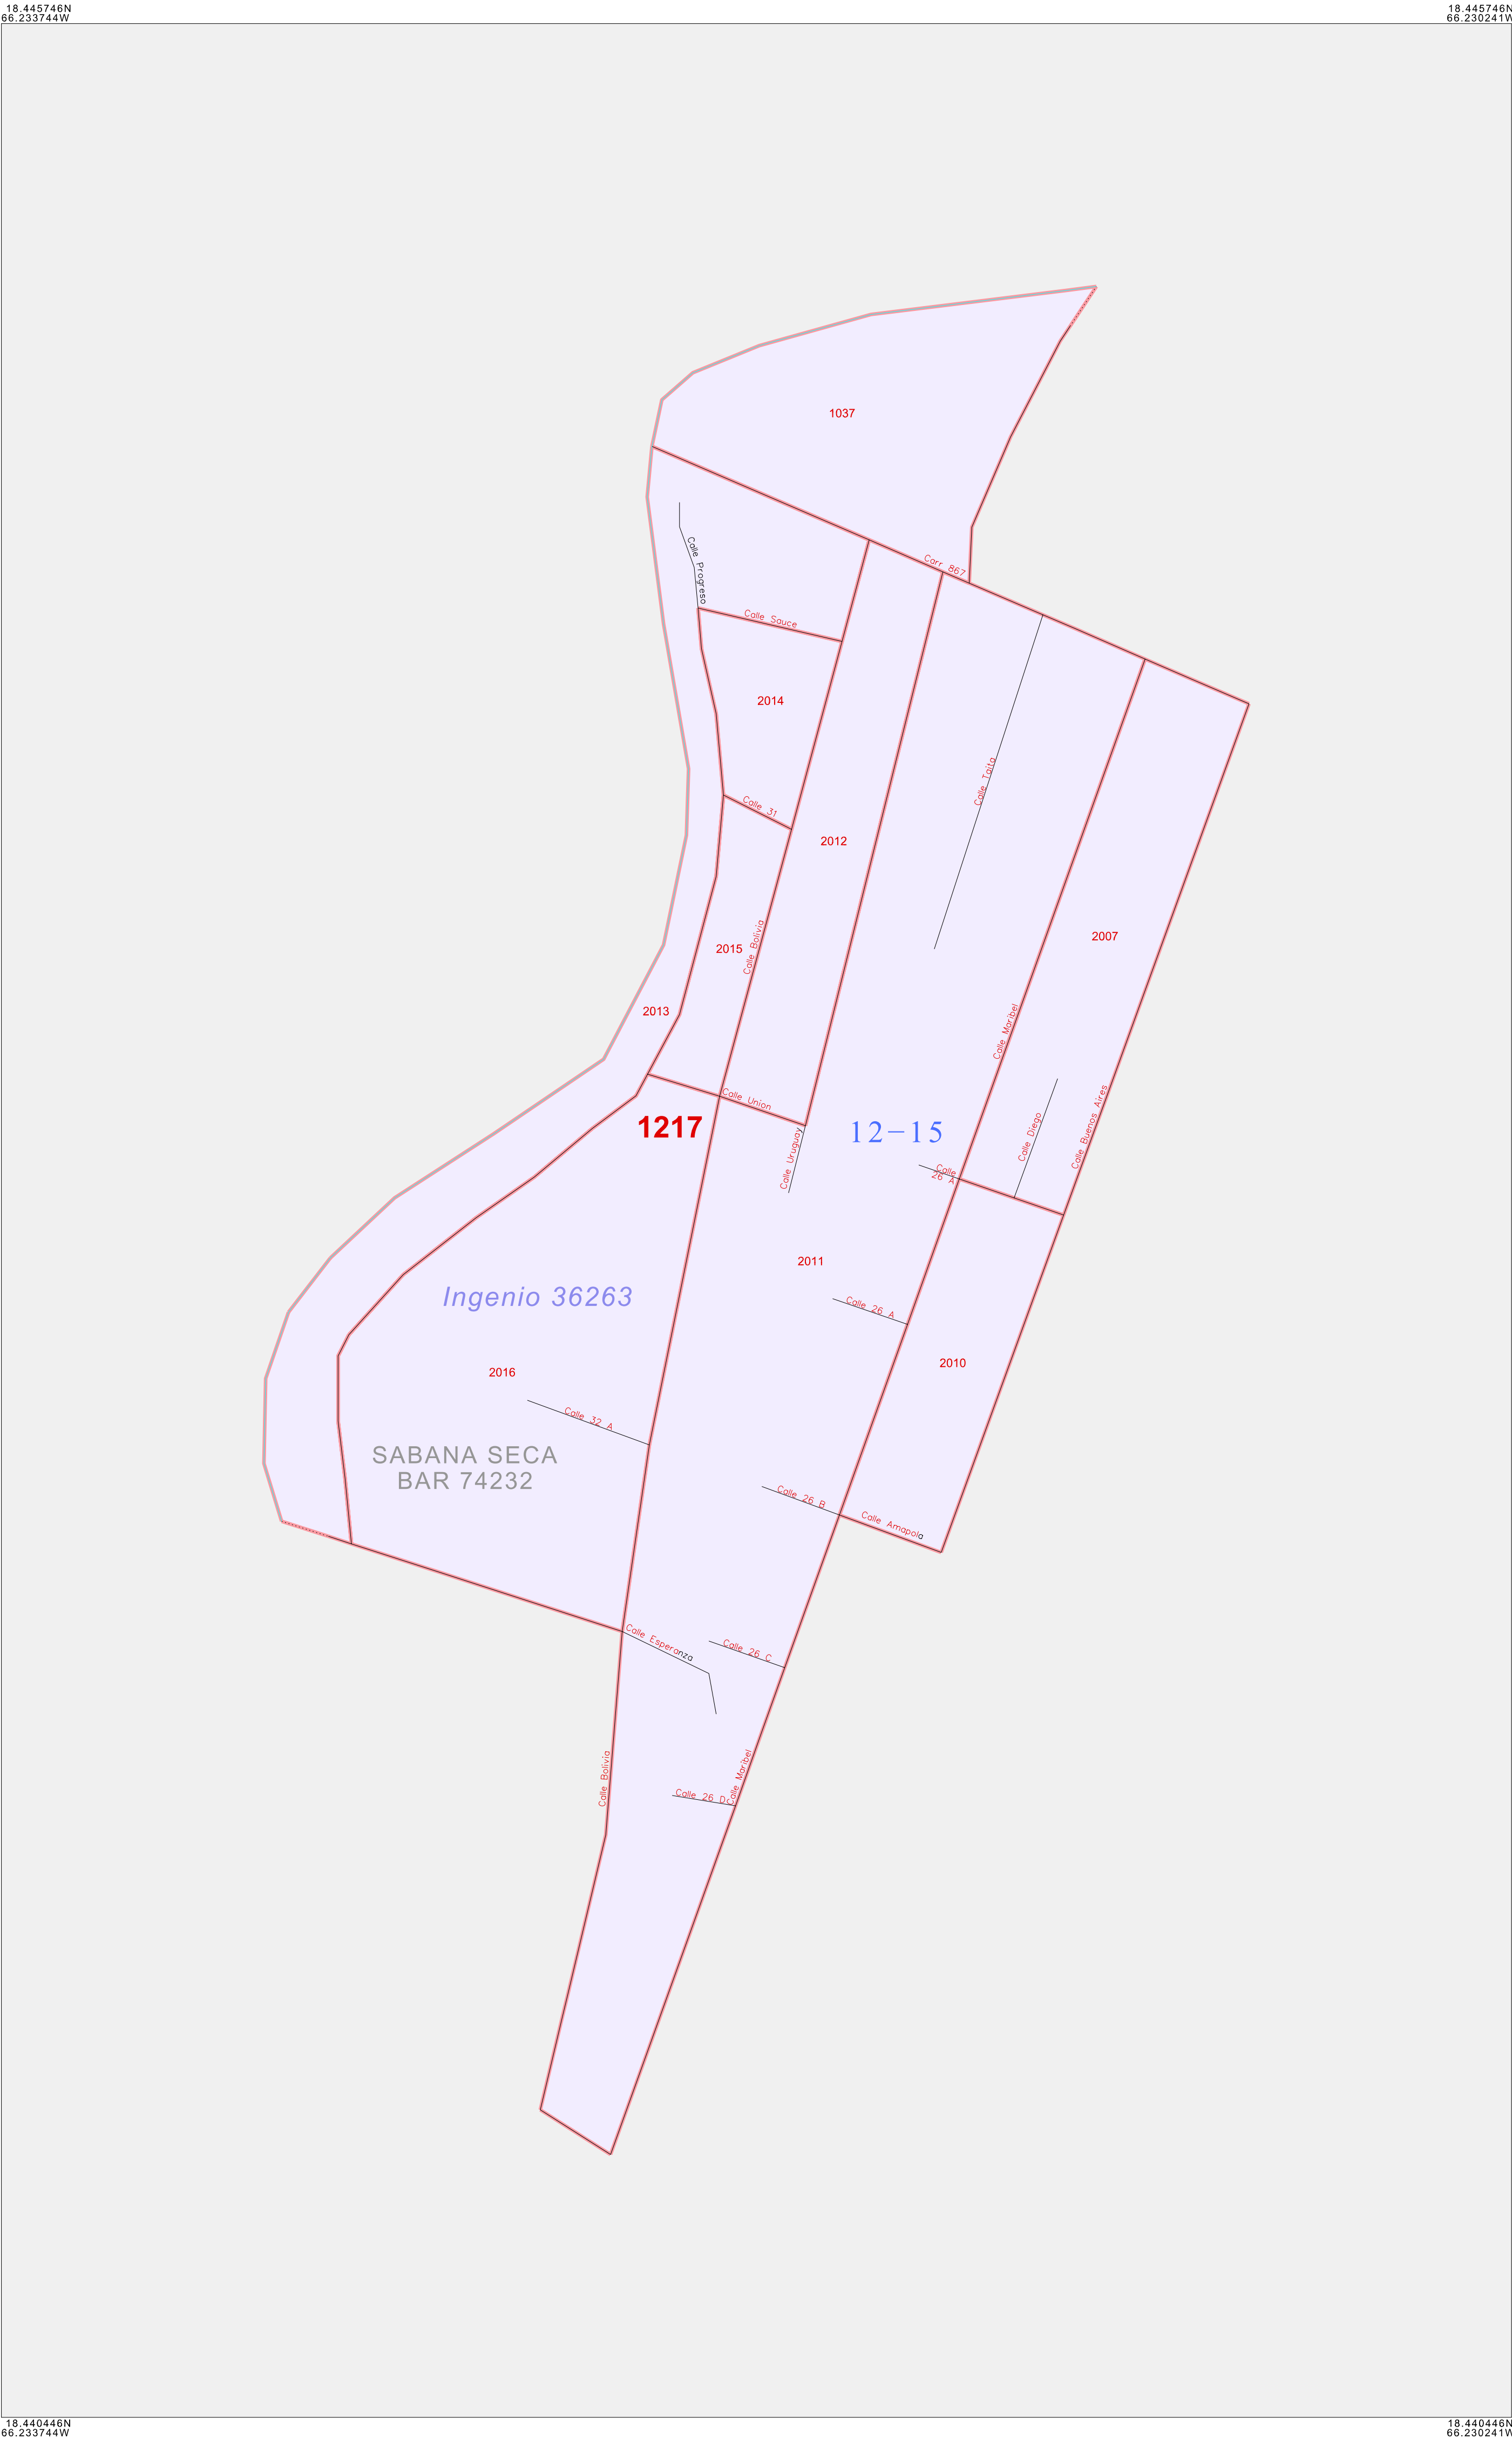 18.445746N
66.233744W
18.445746N
66.230241W
1037
Calle Progreso
Carr 867
Calle Sauce
2014
Calle Taita
Calle 31
2012
Calle Bolivia
2015
2007
2013
Calle Maribel
Calle Union
1217
12-15
Calle Uruguay
Calle Diego
Calle Buenos Aires
Calle
26 A
2011
Ingenio 36263
Calle 26 A
2016
2010
Calle 32 A
SABANA SECA
BAR 74232
Calle 26 B
Calle Amapola
Calle Esperanza
Calle 26 C
Calle Bolivia
Calle Maribel
Calle 26 D
18.440446N
66.233744W
18.440446N
66.230241W